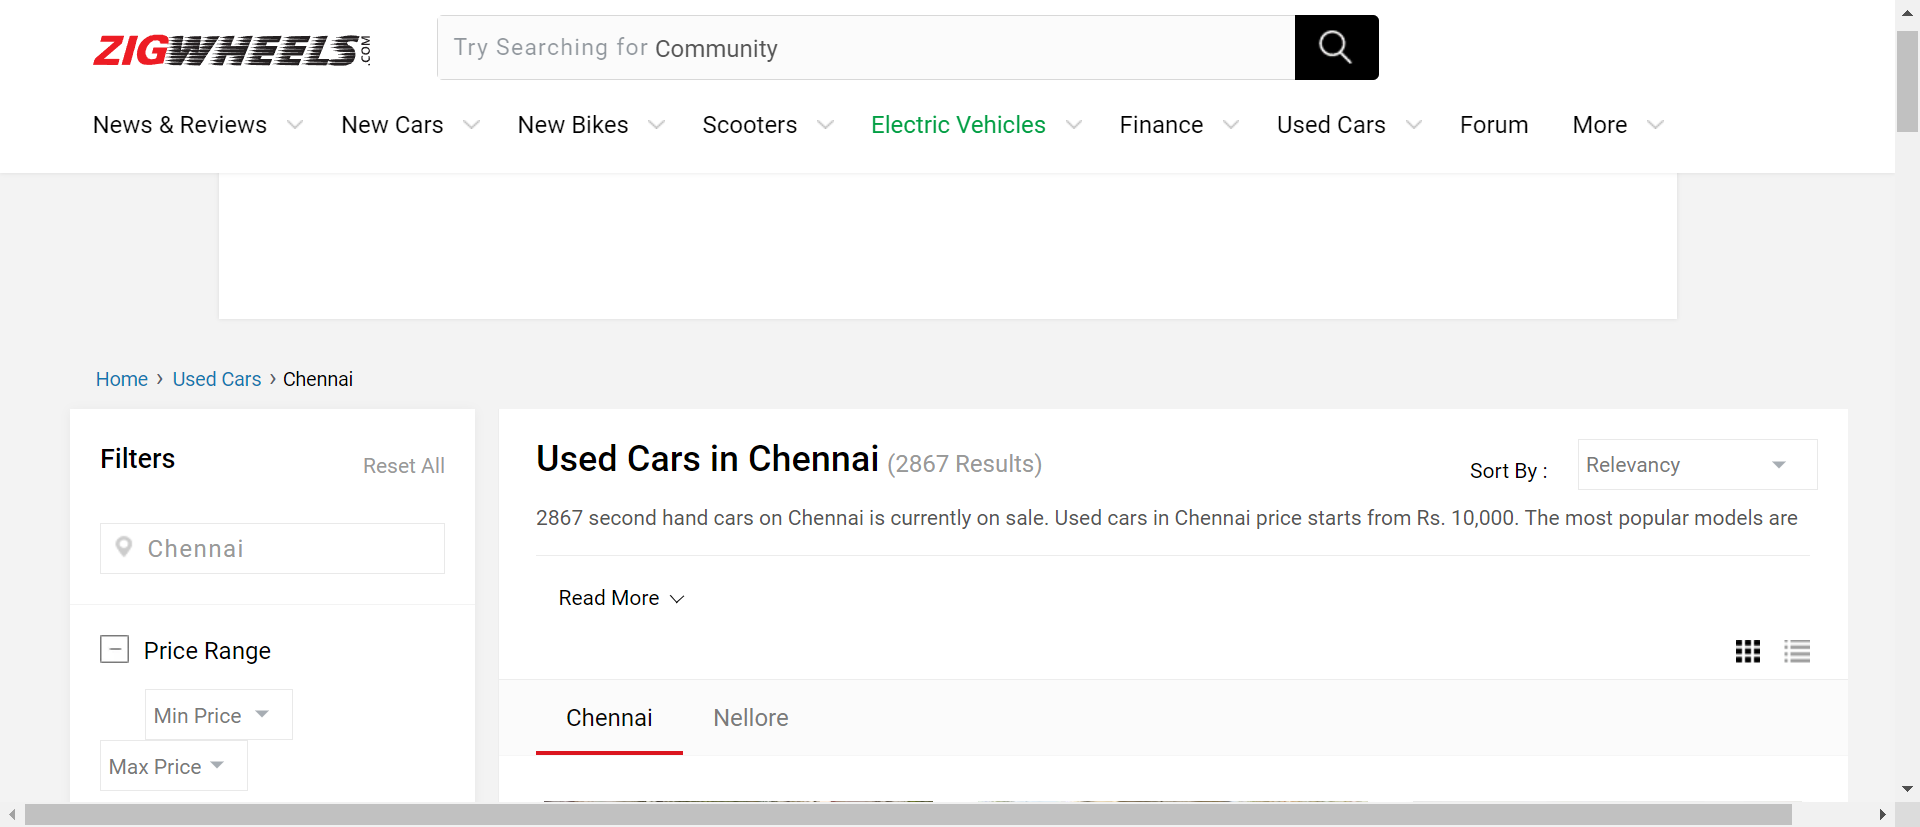 ZIGWHEELS.COM
Try Searching for Community
News & Reviews New Cars New Bikes Scooters Electric Vehicles Finance Used Cars Forum More
Home › Used Cars › Chennai
Filters
Reset All
Chennai
Price Range
Min Price
Max Price
Used Cars in Chennai (2867 Results)
Sort By :
Relevancy
2867 second hand cars on Chennai is currently on sale. Used cars in Chennai price starts from Rs. 10,000. The most popular models are
Read More
Chennai Nellore